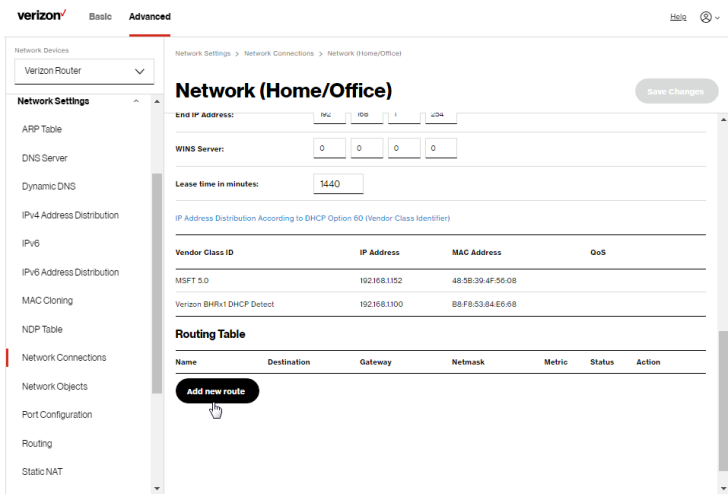 verizon✓ Basic Advanced Help
Network Devices
Verizon Router
Network Settings
ARP Table
DNS Server
Dynamic DNS
IPv4 Address Distribution
IPv6
IPv6 Address Distribution
MAC Cloning
NDP Table
Network Connections
Network Objects
Port Configuration
Routing
Static NAT
Network Settings > Network Connections > Network (Home/Office)
Network (Home/Office) Save Changes
End IP Address: 192 168 1 254
WINS Server: 0 0 0 0
Lease time in minutes: 1440
IP Address Distribution According to DHCP Option 60 (Vendor Class Identifier)
Vendor Class ID IP Address MAC Address QoS
MSFT 5.0 192.168.1.152 48:5B:39:4F:56:08
Verizon BHRx1 DHCP Detect 192.168.1.100 B8:F8:53:84:E6:68
Routing Table
Name Destination Gateway Netmask Metric Status Action
Add new route